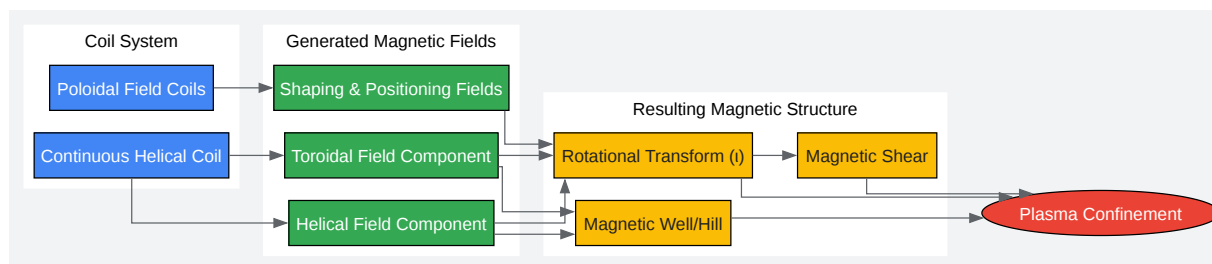 Coil System
Generated Magnetic Fields
Poloidal Field Coils
Shaping & Positioning Fields
Resulting Magnetic Structure
Continuous Helical Coil
Toroidal Field Component
Rotational Transform (ι)
Magnetic Shear
Helical Field Component
Magnetic Well/Hill
Plasma Confinement